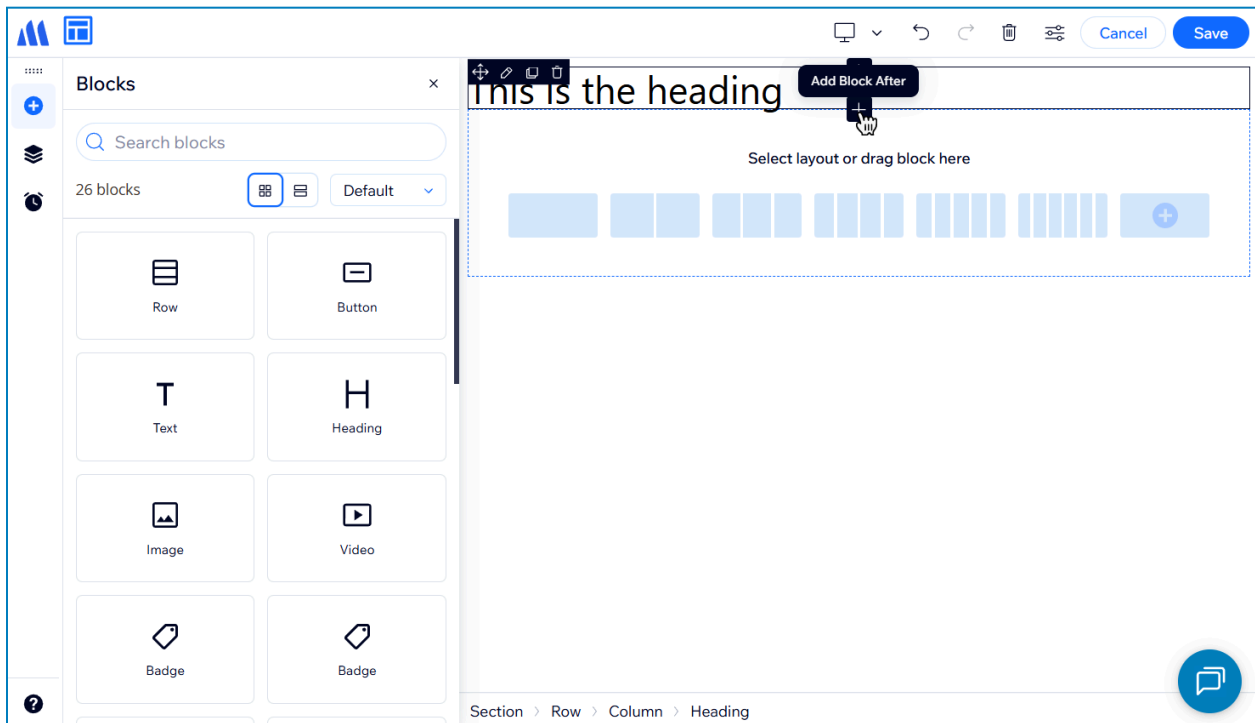 Cancel
Save
Blocks
Search blocks
26 blocks
Default
Row
Button
Text
Heading
Image
Video
Badge
Badge
This is the heading
Add Block After
Select layout or drag block here
Section > Row > Column > Heading